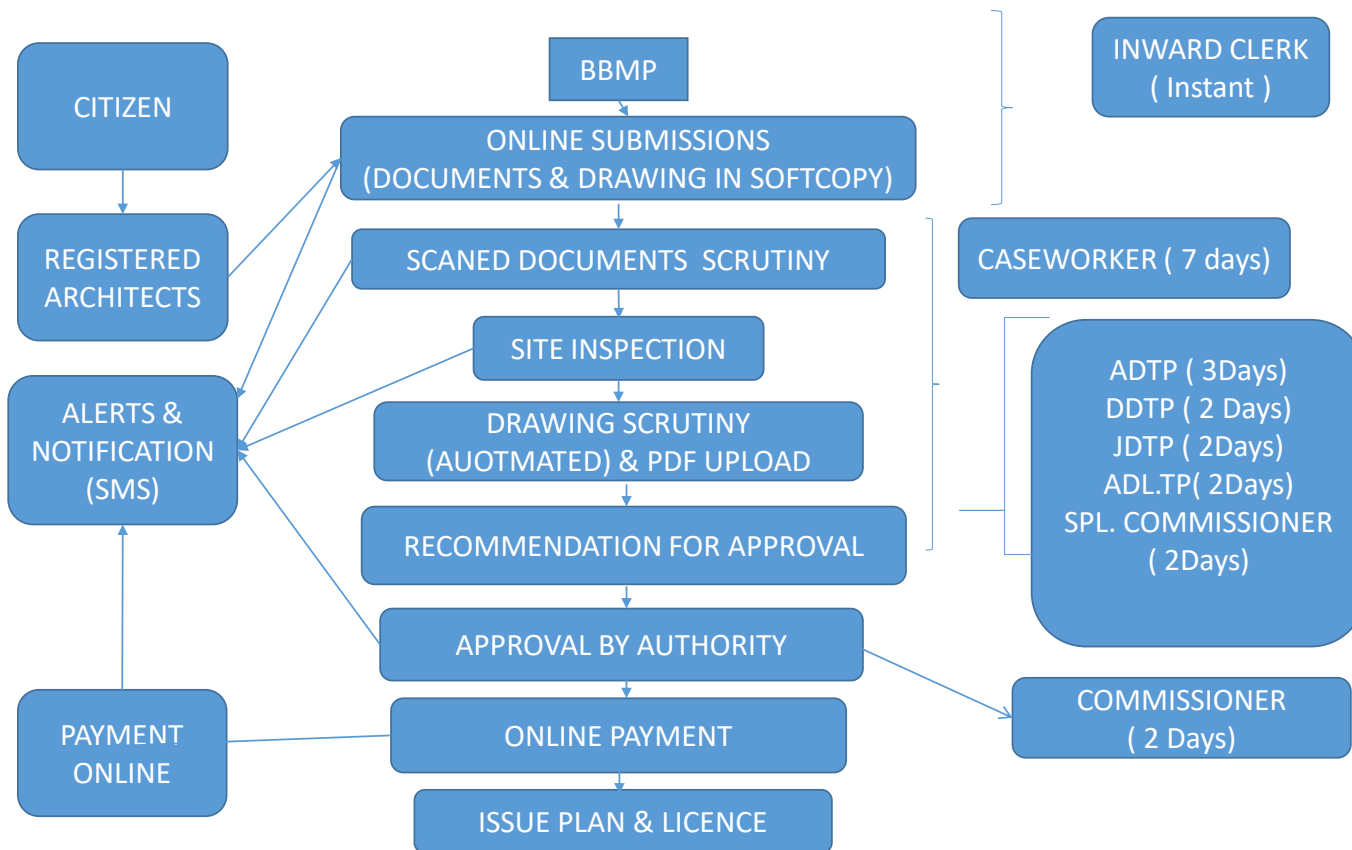 CITIZEN
REGISTERED
ARCHITECTS
ALERTS &
NOTIFICATION
(SMS)
PAYMENT
ONLINE
BBMP
ONLINE SUBMISSIONS
(DOCUMENTS & DRAWING IN SOFTCOPY)
SCANED DOCUMENTS  SCRUTINY
SITE INSPECTION
DRAWING SCRUTINY
(AUOTMATED) & PDF UPLOAD
RECOMMENDATION FOR APPROVAL
APPROVAL BY AUTHORITY
ONLINE PAYMENT
ISSUE PLAN & LICENCE
INWARD CLERK
( Instant )
CASEWORKER ( 7 days)
ADTP ( 3Days)
DDTP ( 2 Days)
JDTP ( 2Days)
ADL.TP( 2Days)
SPL. COMMISSIONER
( 2Days)
COMMISSIONER
( 2 Days)